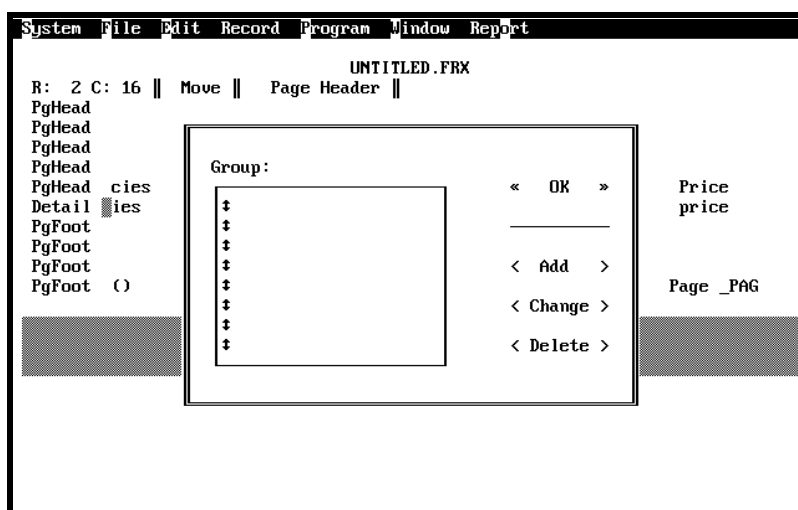 System File Edit Record Program Window Report
UNTITLED.FRX
R: 2 C: 16 ‖ Move ‖ Page Header ‖
PgHead
PgHead
PgHead
PgHead
PgHead cies Price
Detail ies price
PgFoot
PgFoot
PgFoot
PgFoot () Page _PAG
Group:
« OK »
< Add >
< Change >
< Delete >